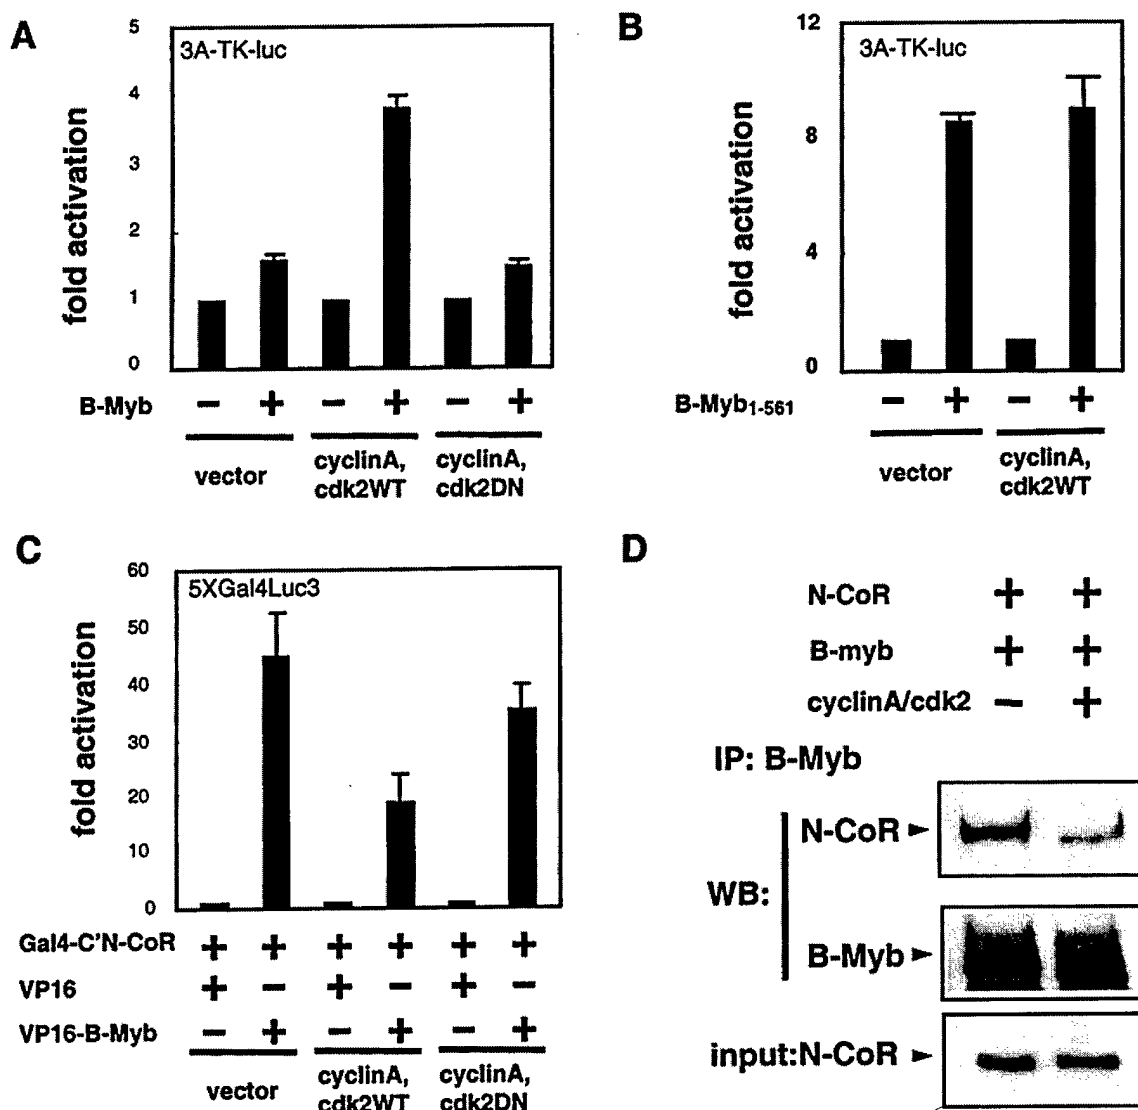 A
3A-TK-luc
fold activation
5
4
3
2
1
0
B-Myb − + − + − +
vector
cyclinA,
cdk2WT
cyclinA,
cdk2DN
B
3A-TK-luc
fold activation
12
8
4
0
B-Myb1-561 − + − +
vector
cyclinA,
cdk2WT
C
5XGal4Luc3
fold activation
60
50
40
30
20
10
0
Gal4-C'N-CoR + + + + + +
VP16 + − + − + −
VP16-B-Myb − + − + − +
vector
cyclinA,
cdk2WT
cyclinA,
cdk2DN
D
N-CoR + +
B-myb + +
cyclinA/cdk2 − +
IP: B-Myb
N-CoR
WB:
B-Myb
input:N-CoR